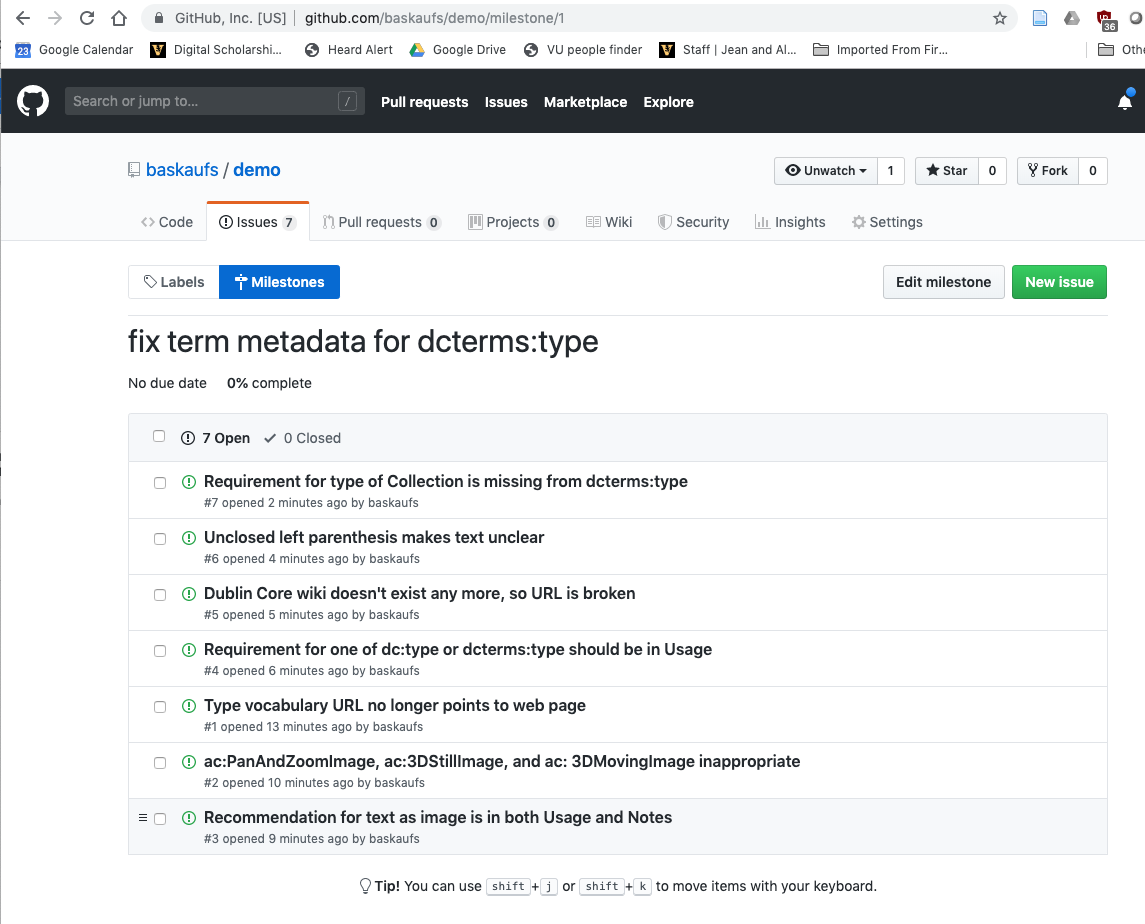 GitHub, Inc. [US] | github.com/baskaufs/demo/milestone/1
36
23 Google Calendar V Digital Scholarshi... Heard Alert Google Drive VU people finder V Staff | Jean and Al... Imported From Fir... Othe
Search or jump to... / Pull requests Issues Marketplace Explore
baskaufs / demo Unwatch 1 Star 0 Fork 0
Code Issues 7 Pull requests 0 Projects 0 Wiki Security Insights Settings
Labels Milestones Edit milestone New issue
fix term metadata for dcterms:type
No due date 0% complete
7 Open 0 Closed
Requirement for type of Collection is missing from dcterms:type
#7 opened 2 minutes ago by baskaufs
Unclosed left parenthesis makes text unclear
#6 opened 4 minutes ago by baskaufs
Dublin Core wiki doesn't exist any more, so URL is broken
#5 opened 5 minutes ago by baskaufs
Requirement for one of dc:type or dcterms:type should be in Usage
#4 opened 6 minutes ago by baskaufs
Type vocabulary URL no longer points to web page
#1 opened 13 minutes ago by baskaufs
ac:PanAndZoomImage, ac:3DStillImage, and ac: 3DMovingImage inappropriate
#2 opened 10 minutes ago by baskaufs
Recommendation for text as image is in both Usage and Notes
#3 opened 9 minutes ago by baskaufs
Tip! You can use shift+j or shift+k to move items with your keyboard.